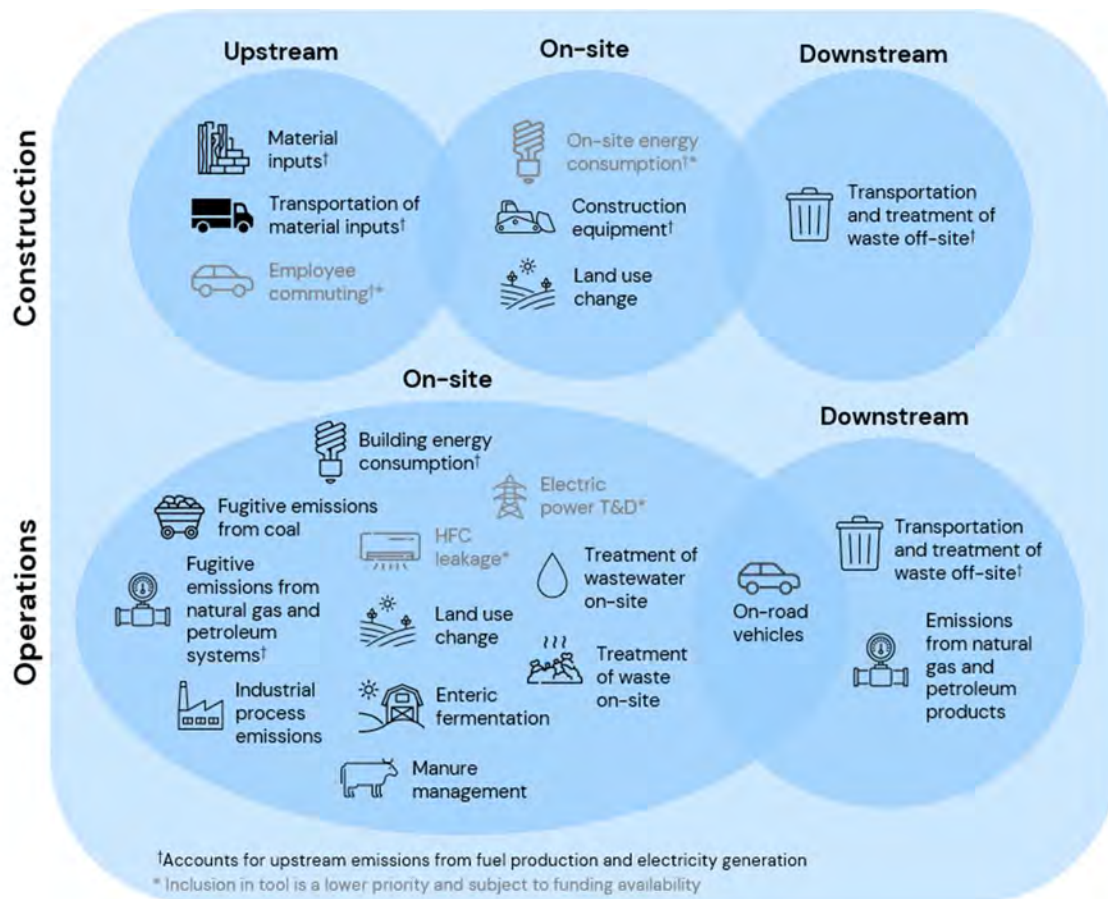 Construction
Upstream
Material
inputs†
Transportation of
material inputs†
Employee
commuting†*
On-site
On-site energy
consumption†*
Construction
equipment†
Land use
change
Downstream
Transportation
and treatment of
waste off-site†
Operations
On-site
Building energy
consumption†
Electric
power T&D*
Fugitive emissions
from coal
HFC
leakage*
Fugitive
emissions from
natural gas and
petroleum
systems†
Treatment of
wastewater
on-site
Land use
change
Treatment
of waste
on-site
Industrial
process
emissions
Enteric
fermentation
Manure
management
On-road
vehicles
Downstream
Transportation
and treatment of
waste off-site†
Emissions
from natural
gas and
petroleum
products
†Accounts for upstream emissions from fuel production and electricity generation
* Inclusion in tool is a lower priority and subject to funding availability